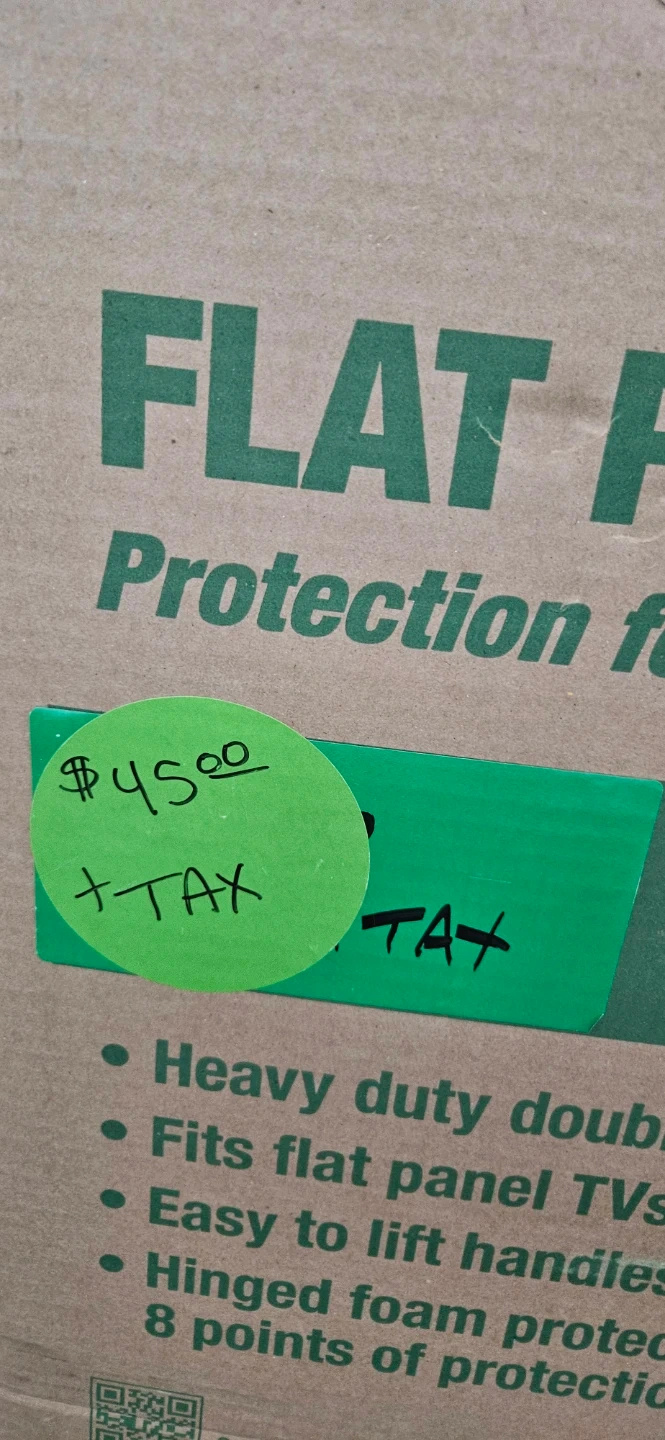 FLAT
Protection
$4500
+ TAX
TAX
• Heavy duty
• Fits flat panel TVs
• Easy to lift handles
• Hinged foam
8 points of